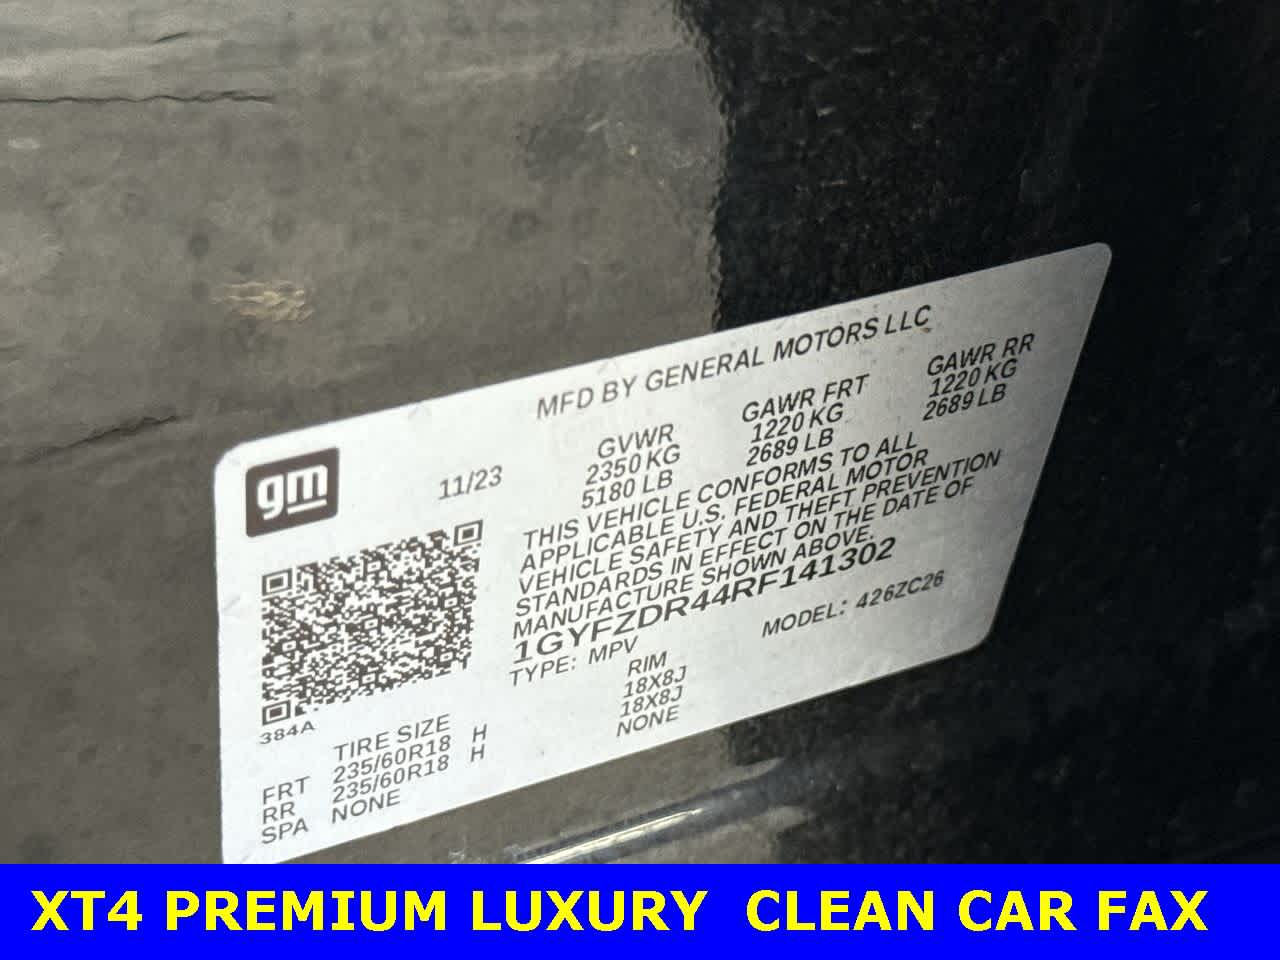 MFD BY GENERAL MOTORS LLC
gm
11/23
GVWR
2350 KG
5180 LB
GAWR FRT
1220 KG
2689 LB
GAWR RR
1220 KG
2689 LB
THIS VEHICLE CONFORMS TO ALL
APPLICABLE U.S. FEDERAL MOTOR
VEHICLE SAFETY AND THEFT PREVENTION
STANDARDS IN EFFECT ON THE DATE OF
MANUFACTURE SHOWN ABOVE.
1GYFZDR44RF141302
TYPE: MPV
MODEL: 426ZC26
384A
TIRE SIZE
RIM
FRT 235/60R18 H 18X8J
RR 235/60R18 H 18X8J
SPA NONE NONE
XT4 PREMIUM LUXURY CLEAN CAR FAX